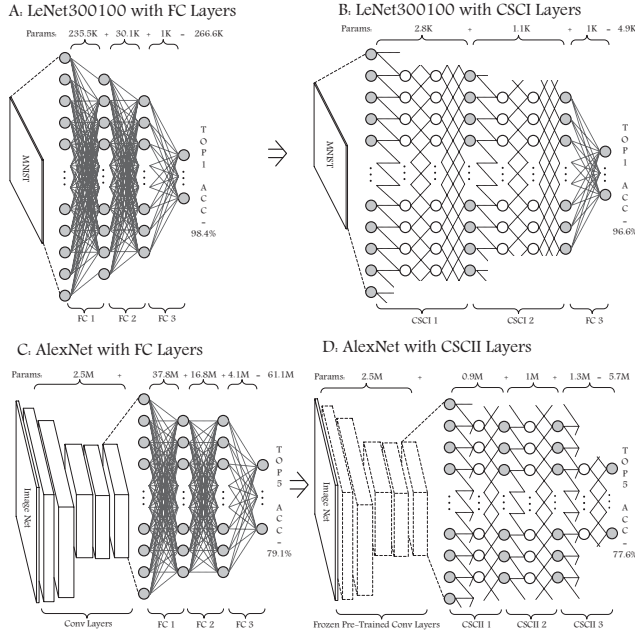 A: LeNet300100 with FC Layers
Params: 235.5K + 30.1K + 1K = 266.6K
MNIST
TOP1 ACC = 98.4%
FC 1 FC 2 FC 3
B: LeNet300100 with CSCI Layers
Params: 2.8K + 1.1K + 1K = 4.9K
MNIST
TOP1 ACC = 96.6%
CSCI 1 CSCI 2 FC 3
C: AlexNet with FC Layers
Params: 2.5M + 37.8M + 16.8M + 4.1M = 61.1M
Image Net
TOP5 ACC = 79.1%
Conv Layers FC 1 FC 2 FC 3
D: AlexNet with CSCII Layers
Params: 2.5M + 0.9M + 1M + 1.3M = 5.7M
Image Net
TOP5 ACC = 77.6%
Frozen Pre-Trained Conv Layers CSCII 1 CSCII 2 CSCII 3